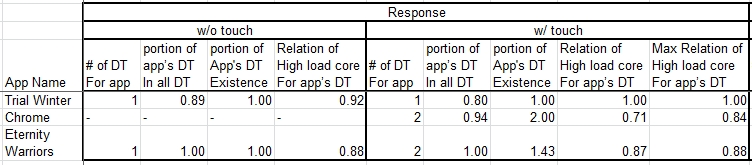 Response
w/o touch w/ touch
App Name # of DT For app portion of app's DT In all DT portion of App's DT Existence Relation of High load core For app's DT # of DT For app portion of app's DT In all DT portion of App's DT Existence Relation of High load core For app's DT Max Relation of High load core For app's DT
Trial Winter 1 0.89 1.00 0.92 1 0.80 1.00 1.00 1.00
Chrome - - - - 2 0.94 2.00 0.71 0.84
Eternity Warriors 1 1.00 1.00 0.88 2 1.00 1.43 0.87 0.88